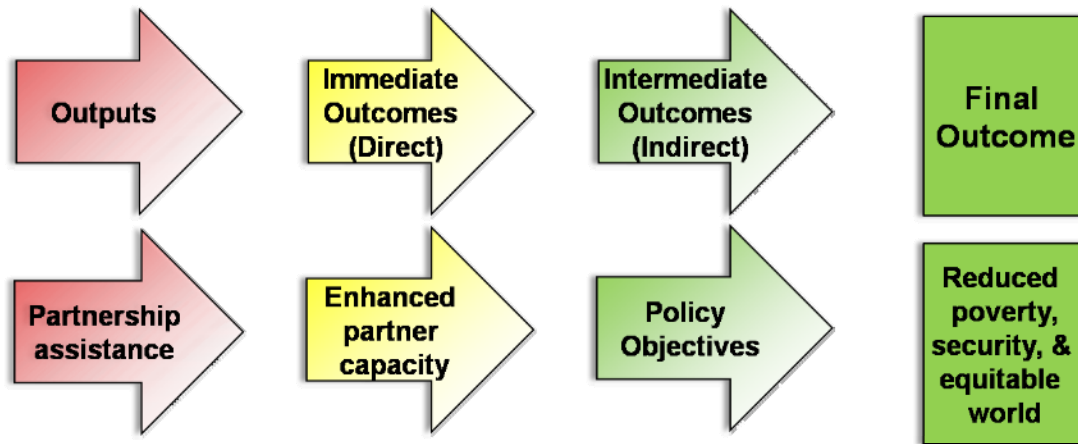 Outputs
Immediate
Outcomes
(Direct)
Intermediate
Outcomes
(Indirect)
Final
Outcome
Partnership
assistance
Enhanced
partner
capacity
Policy
Objectives
Reduced
poverty,
security, &
equitable
world